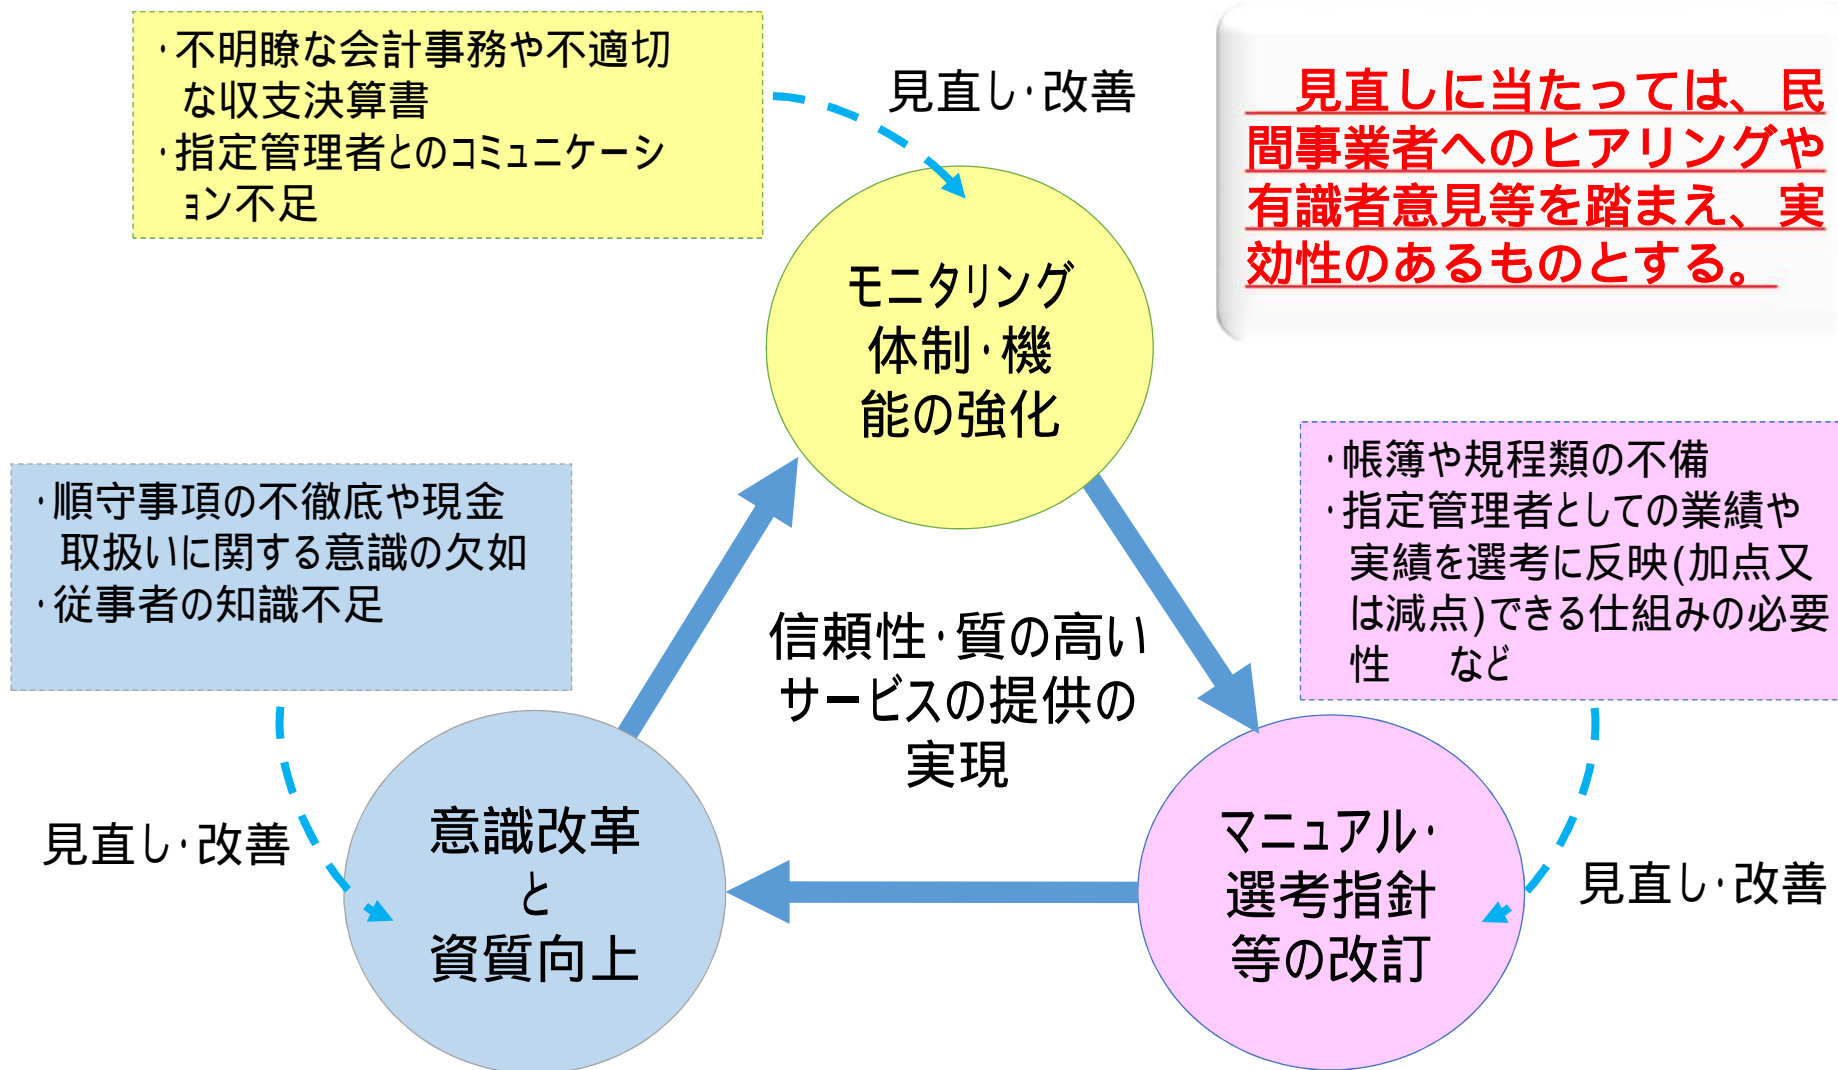 ・不明瞭な会計事務や不適切
な収支決算書
・指定管理者とのコミュニケーシ
ョン不足
見直し・改善
見直しに当たっては、民
間事業者へのヒアリングや
有識者意見等を踏まえ、実
効性のあるものとする。
モニタリング
体制・機
能の強化
・順守事項の不徹底や現金
取扱いに関する意識の欠如
・従事者の知識不足
・帳簿や規程類の不備
・指定管理者としての業績や
実績を選考に反映(加点又
は減点)できる仕組みの必要
性　など
信頼性・質の高い
サービスの提供の
実現
見直し・改善
意識改革
と
資質向上
マニュアル・
選考指針
等の改訂
見直し・改善